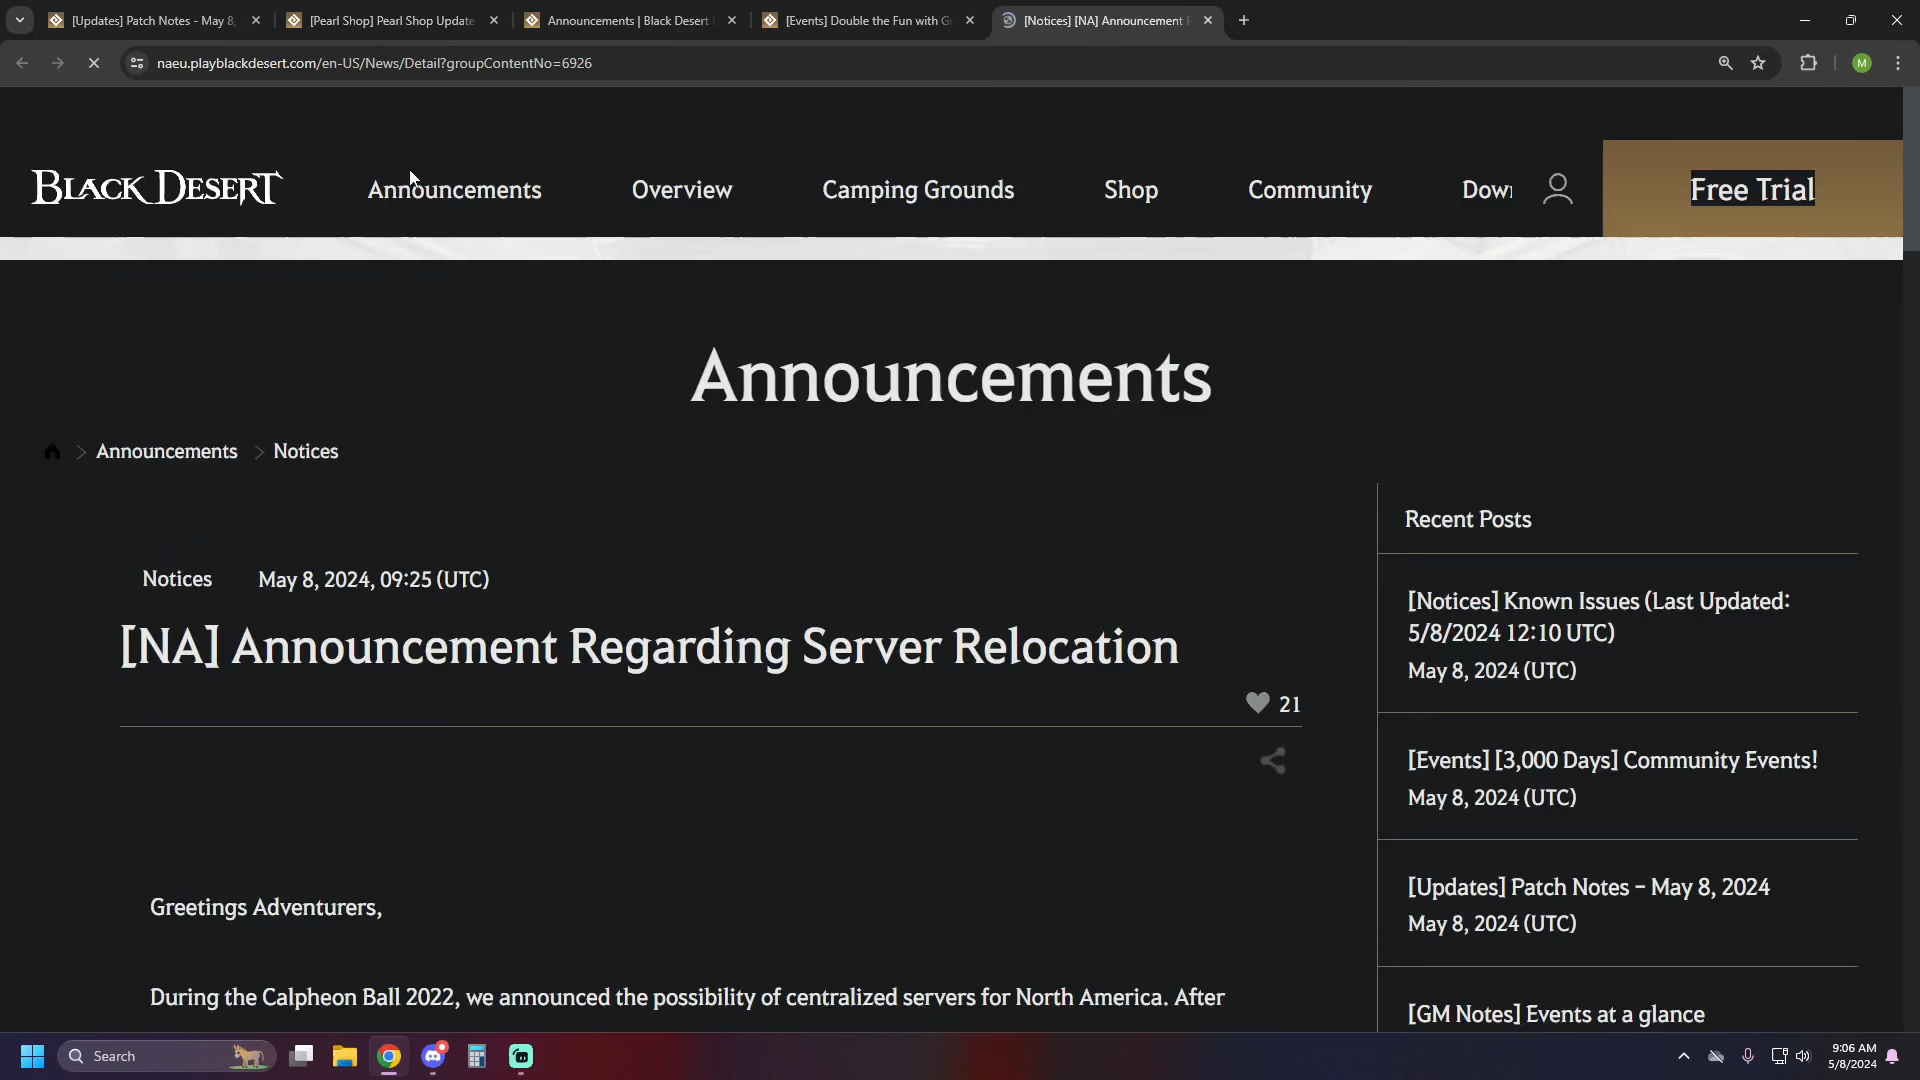 [Updates] Patch Notes - May 8,
[Pearl Shop] Pearl Shop Update
Announcements | Black Desert
[Events] Double the Fun with G
[Notices] [NA] Announcement R
naeu.playblackdesert.com/en-US/News/Detail?groupContentNo=6926
M
BLACK DESERT
Announcements
Overview
Camping Grounds
Shop
Community
Down
Free Trial
Announcements
Announcements
Notices
Notices
May 8, 2024, 09:25 (UTC)
[NA] Announcement Regarding Server Relocation
21
Greetings Adventurers,
During the Calpheon Ball 2022, we announced the possibility of centralized servers for North America. After
Recent Posts
[Notices] Known Issues (Last Updated:
5/8/2024 12:10 UTC)
May 8, 2024 (UTC)
[Events] [3,000 Days] Community Events!
May 8, 2024 (UTC)
[Updates] Patch Notes - May 8, 2024
May 8, 2024 (UTC)
[GM Notes] Events at a glance
Search
9:06 AM
5/8/2024